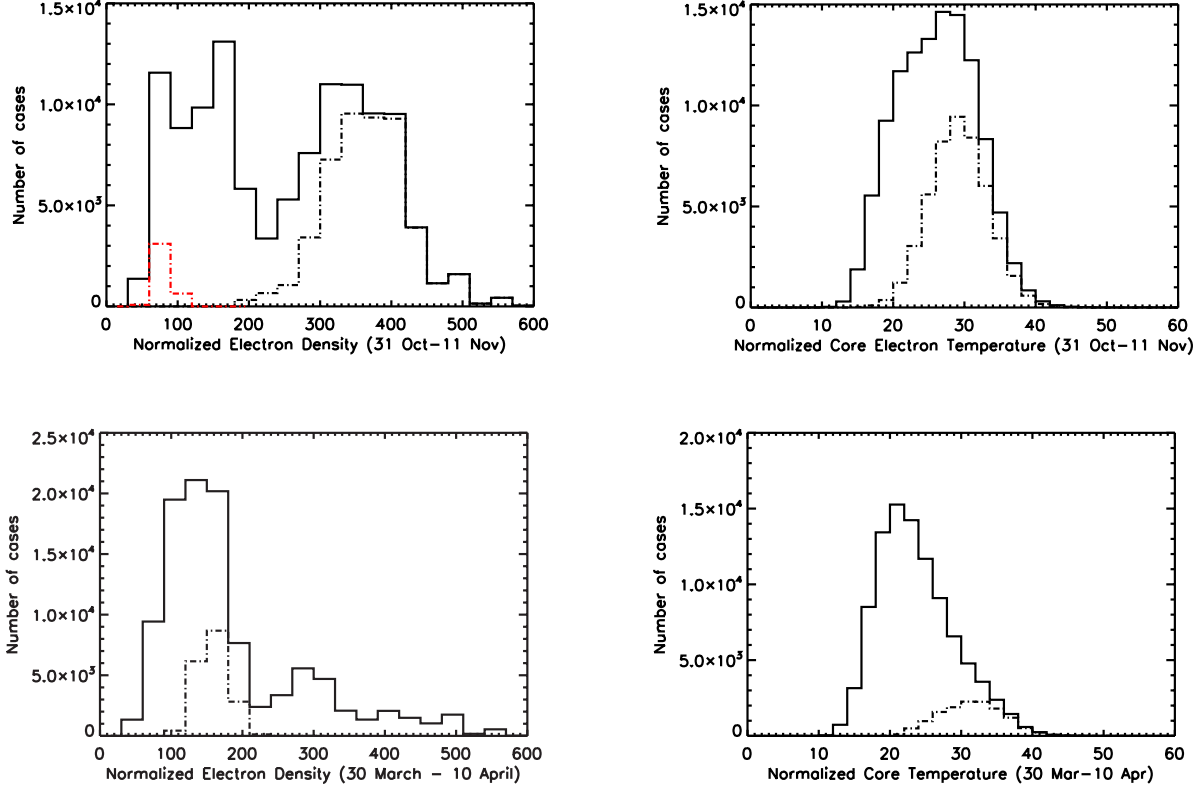 1.5×10⁴
1.0×10⁴
5.0×10³
0
Number of cases
0 100 200 300 400 500 600
Normalized Electron Density (31 Oct−11 Nov)
1.5×10⁴
1.0×10⁴
5.0×10³
0
Number of cases
0 10 20 30 40 50 60
Normalized Core Electron Temperature (31 Oct−11 Nov)
2.5×10⁴
2.0×10⁴
1.5×10⁴
1.0×10⁴
5.0×10³
0
Number of cases
0 100 200 300 400 500 600
Normalized Electron Density (30 March − 10 April)
2.0×10⁴
1.5×10⁴
1.0×10⁴
5.0×10³
0
Number of cases
0 10 20 30 40 50 60
Normalized Core Temperature (30 Mar−10 Apr)